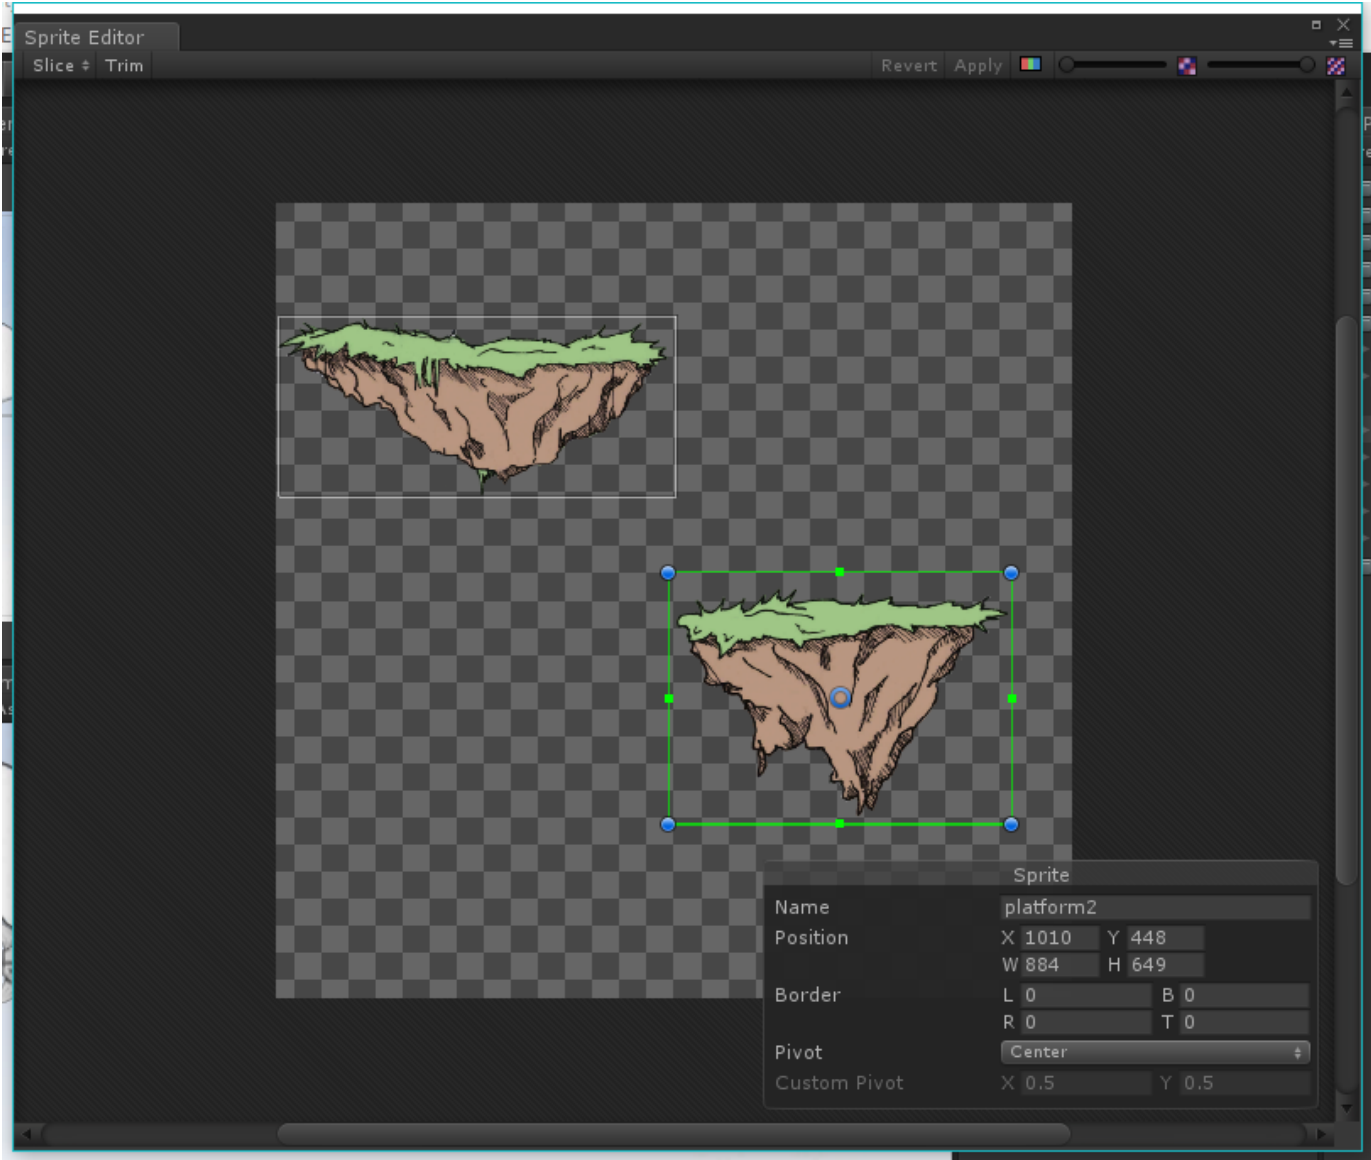 Sprite Editor
Slice Trim Revert Apply
Sprite
Name platform2
Position X 1010 Y 448
W 884 H 649
Border L 0 B 0
R 0 T 0
Pivot Center
Custom Pivot X 0.5 Y 0.5